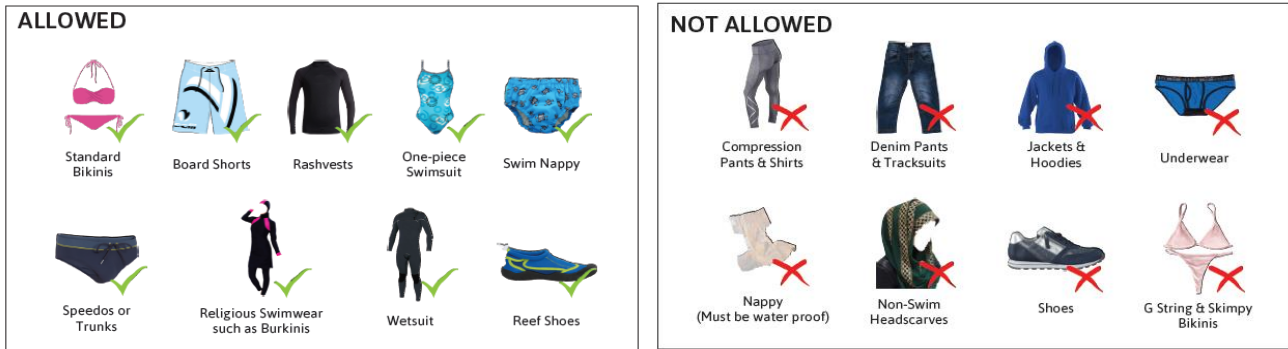 ALLOWED
Standard
Bikinis
Board Shorts
Rashvests
One-piece
Swimsuit
Swim Nappy
Speedos or
Trunks
Religious Swimwear
such as Burkinis
Wetsuit
Reef Shoes
NOT ALLOWED
Compression
Pants & Shirts
Denim Pants
& Tracksuits
Jackets &
Hoodies
Underwear
Nappy
(Must be water proof)
Non-Swim
Headscarves
Shoes
G String & Skimpy
Bikinis